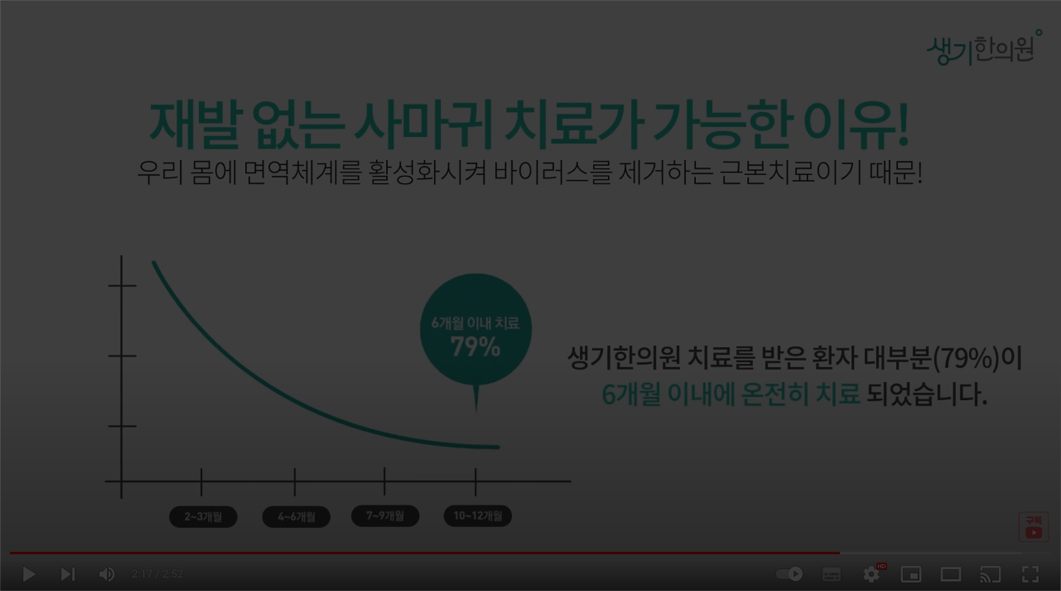 생기한의원
재발 없는 사마귀 치료가 가능한 이유!
우리 몸에 면역체계를 활성화시켜 바이러스를 제거하는 근본치료이기 때문!
6개월 이내 치료
79%
생기한의원 치료를 받은 환자 대부분(79%)이
6개월 이내에 온전히 치료 되었습니다.
2~3개월
4~6개월
7~9개월
10~12개월
구독
2:17 / 2:52
HD